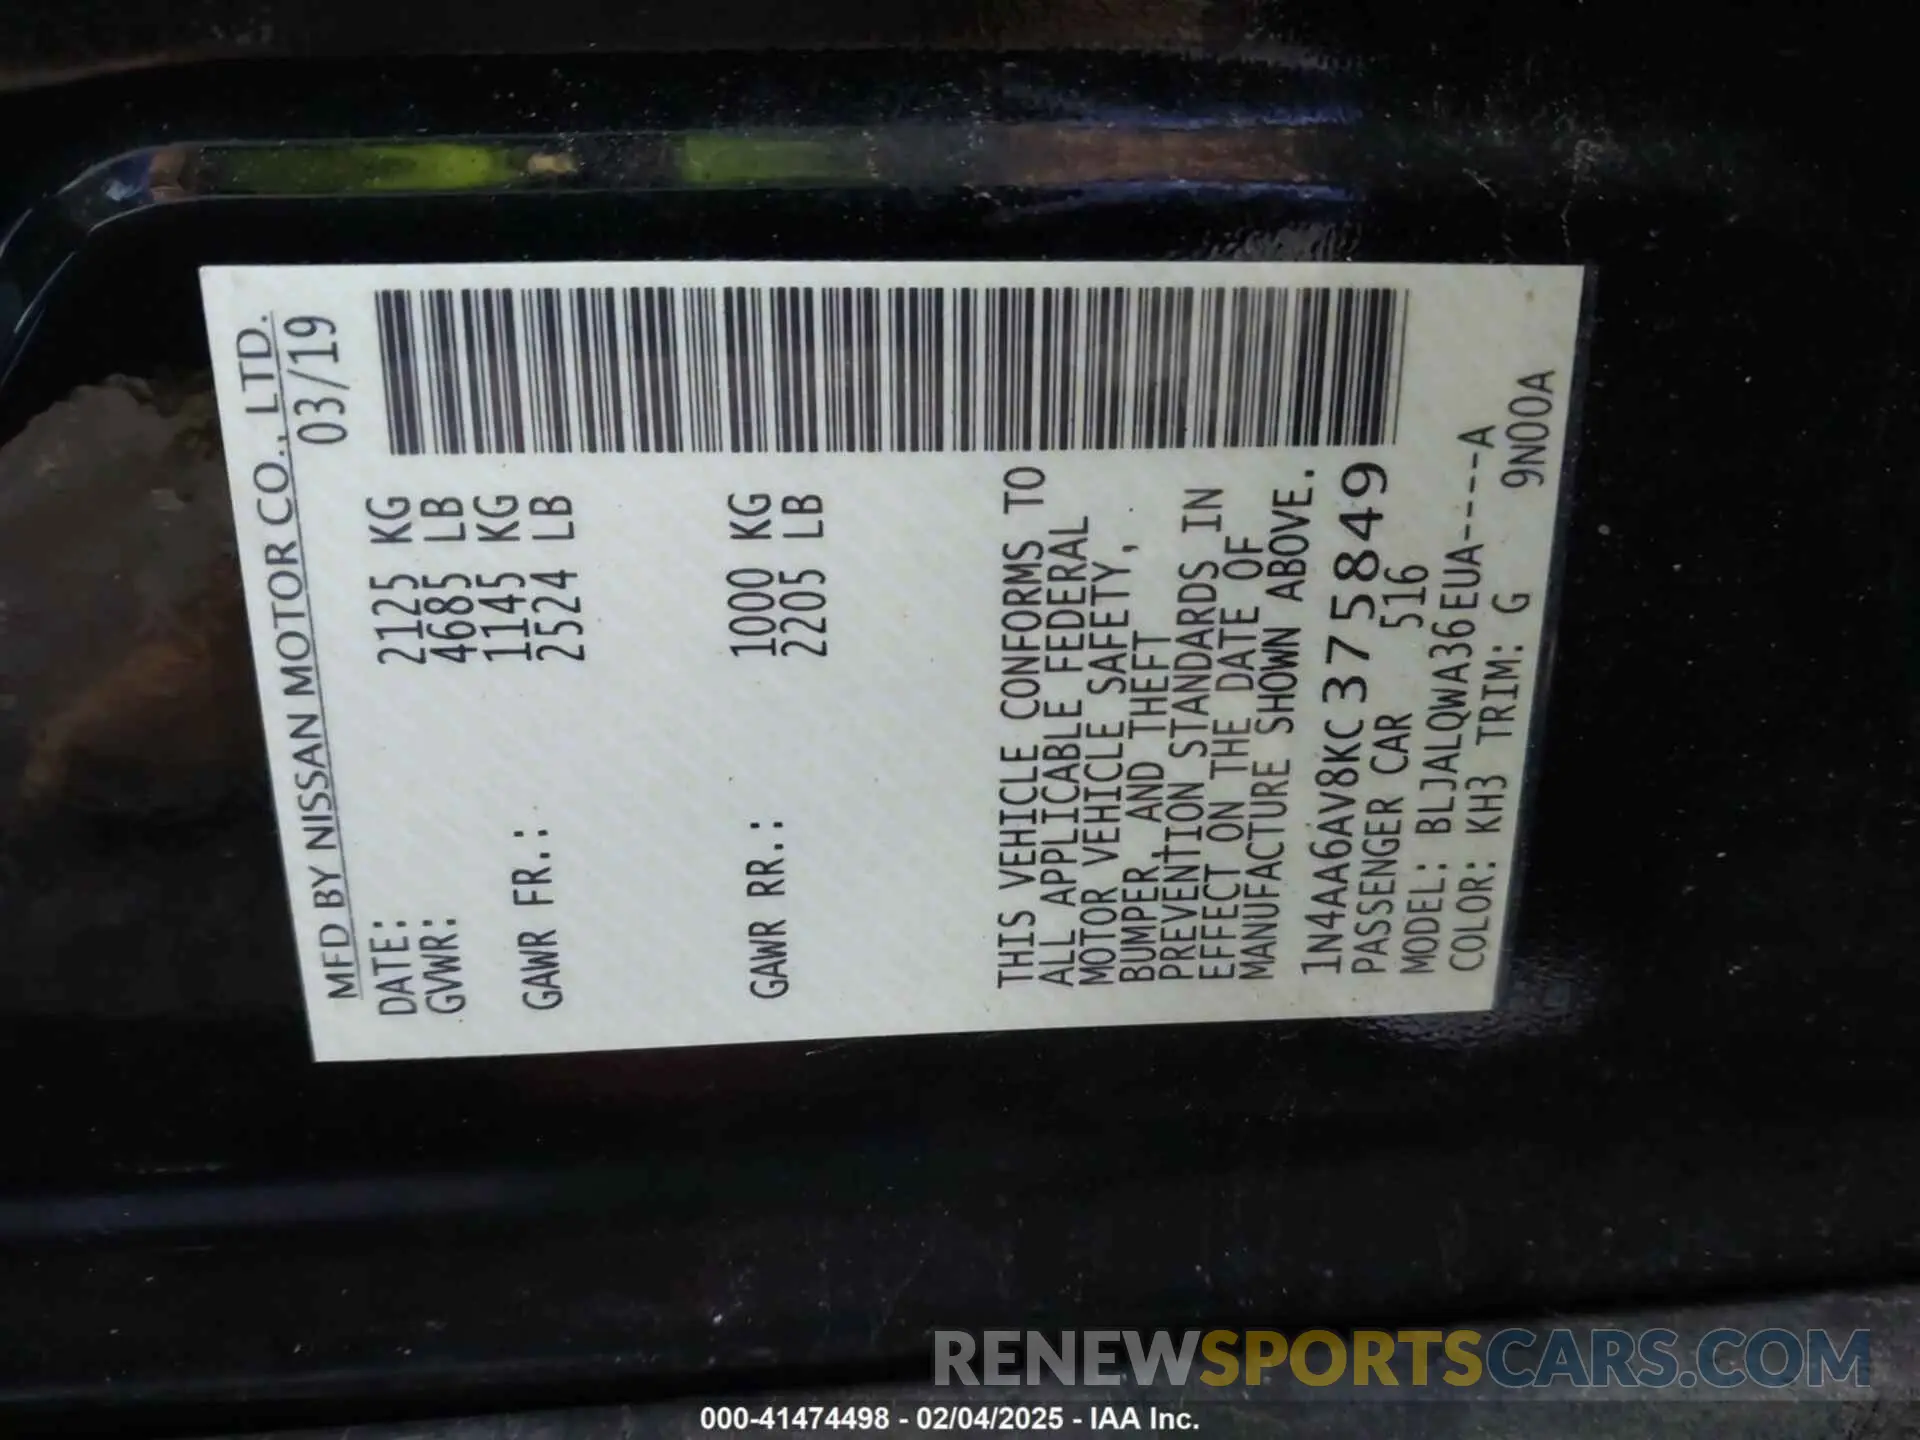 MFD BY NISSAN MOTOR CO., LTD.
DATE: 03/19
GVWR: 2125 KG
4685 LB
GAWR FR.: 1145 KG
2524 LB
GAWR RR.: 1000 KG
2205 LB
THIS VEHICLE CONFORMS TO
ALL APPLICABLE FEDERAL
MOTOR VEHICLE SAFETY,
BUMPER, AND THEFT
PREVENTION STANDARDS IN
EFFECT ON THE DATE OF
MANUFACTURE SHOWN ABOVE.
1N4AA6AV8KC375849
PASSENGER CAR 516
MODEL: BLJALQWA36EUA----A
COLOR: KH3 TRIM: G 9N00A
RENEWSPORTSCARS.COM
000-41474498 - 02/04/2025 - IAA Inc.